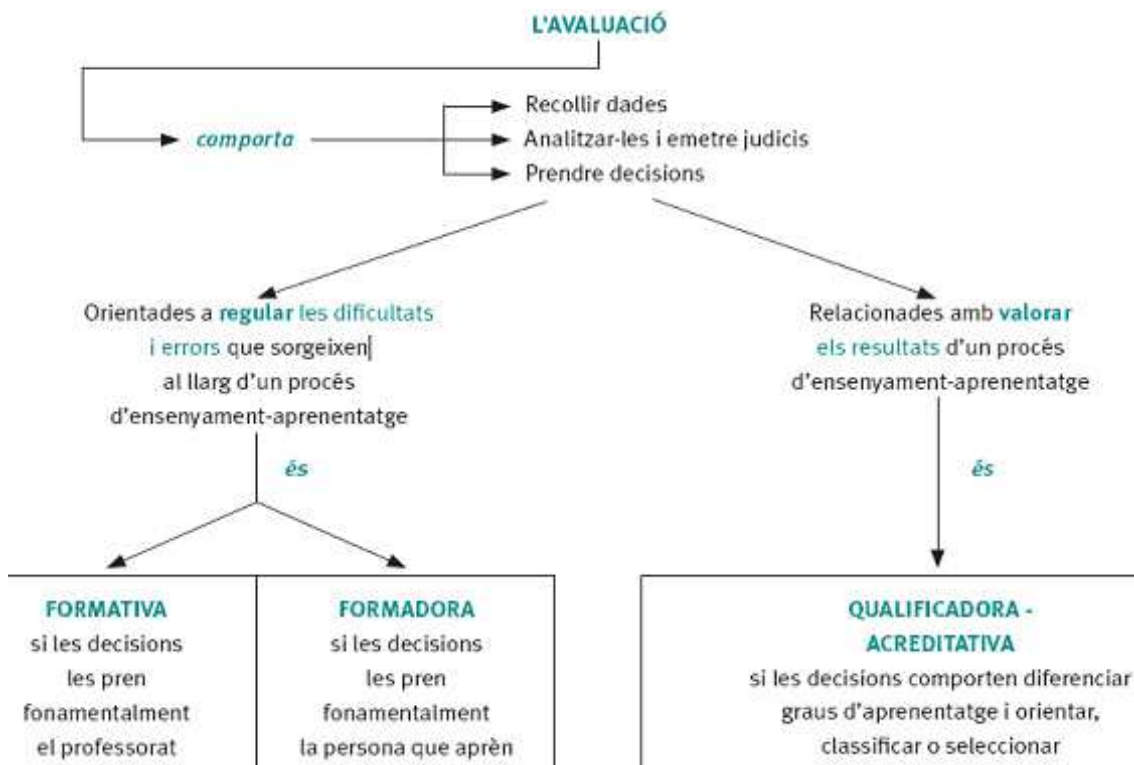 L'AVALUACIÓ
comporta
Recollir dades
Analitzar-les i emetre judicis
Prendre decisions
Orientades a regular les dificultats
i errors que sorgeixen
al llarg d'un procés
d'ensenyament-aprenentatge
és
FORMATIVA
si les decisions
les pren
fonamentalment
el professorat
FORMADORA
si les decisions
les pren
fonamentalment
la persona que aprèn
Relacionades amb valorar
els resultats d'un procés
d'ensenyament-aprenentatge
és
QUALIFICADORA -
ACREDITATIVA
si les decisions comporten diferenciar
graus d'aprenentatge i orientar,
classificar o seleccionar